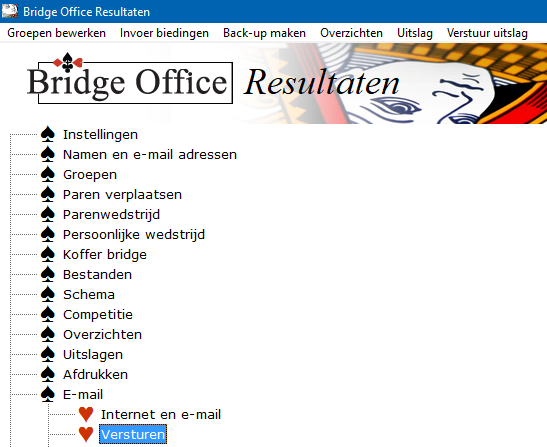 Bridge Office Resultaten
Groepen bewerken Invoer biedingen Back-up maken Overzichten Uitslag Verstuur uitslag
Bridge Office Resultaten
Instellingen
Namen en e-mail adressen
Groepen
Paren verplaatsen
Parenwedstrijd
Persoonlijke wedstrijd
Koffer bridge
Bestanden
Schema
Competitie
Overzichten
Uitslagen
Afdrukken
E-mail
Internet en e-mail
Versturen